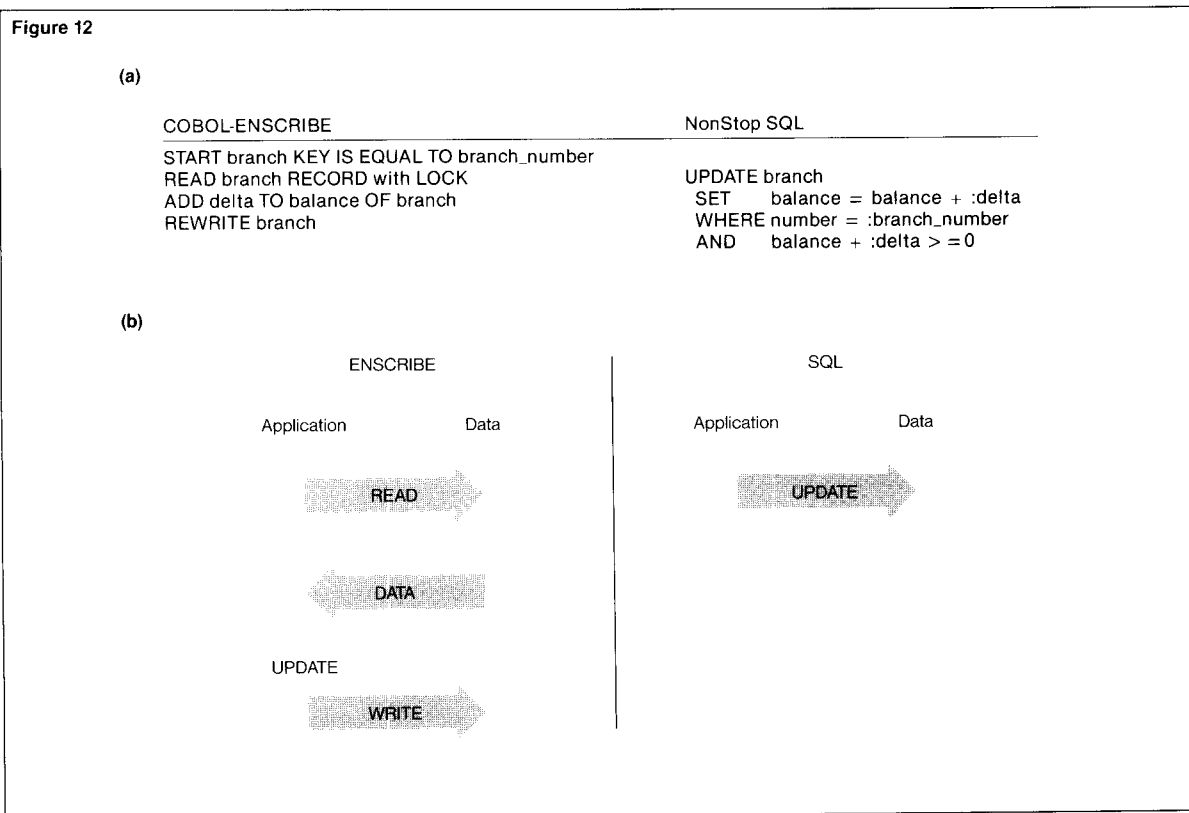 Figure 12
(a)
COBOL-ENSCRIBE
START branch KEY IS EQUAL TO branch_number
READ branch RECORD with LOCK
ADD delta TO balance OF branch
REWRITE branch
NonStop SQL
UPDATE branch
SET balance = balance + :delta
WHERE number = :branch_number
AND balance + :delta > = 0
(b)
ENSCRIBE
Application Data
READ
DATA
UPDATE
WRITE
SQL
Application Data
UPDATE